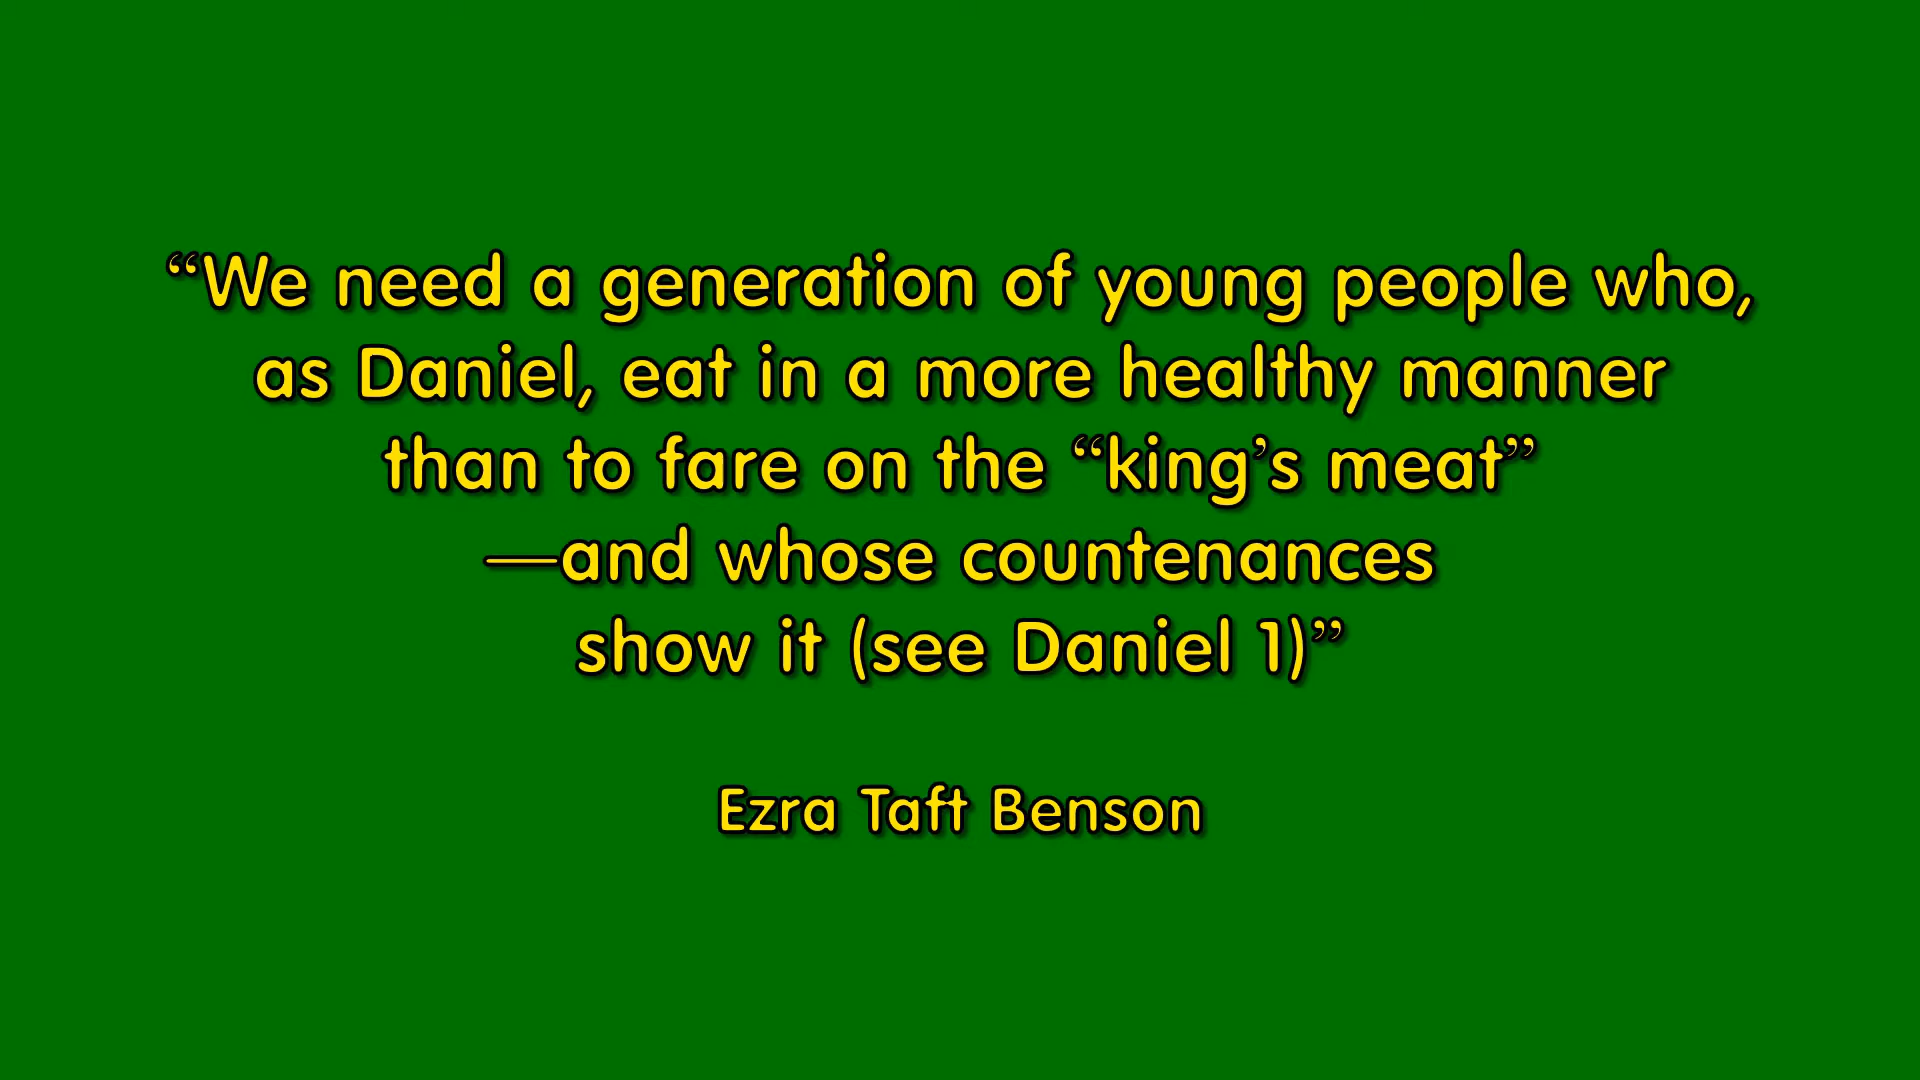 “We need a generation of young people who,
as Daniel, eat in a more healthy manner
than to fare on the “king’s meat”
—and whose countenances
show it (see Daniel 1)”
Ezra Taft Benson